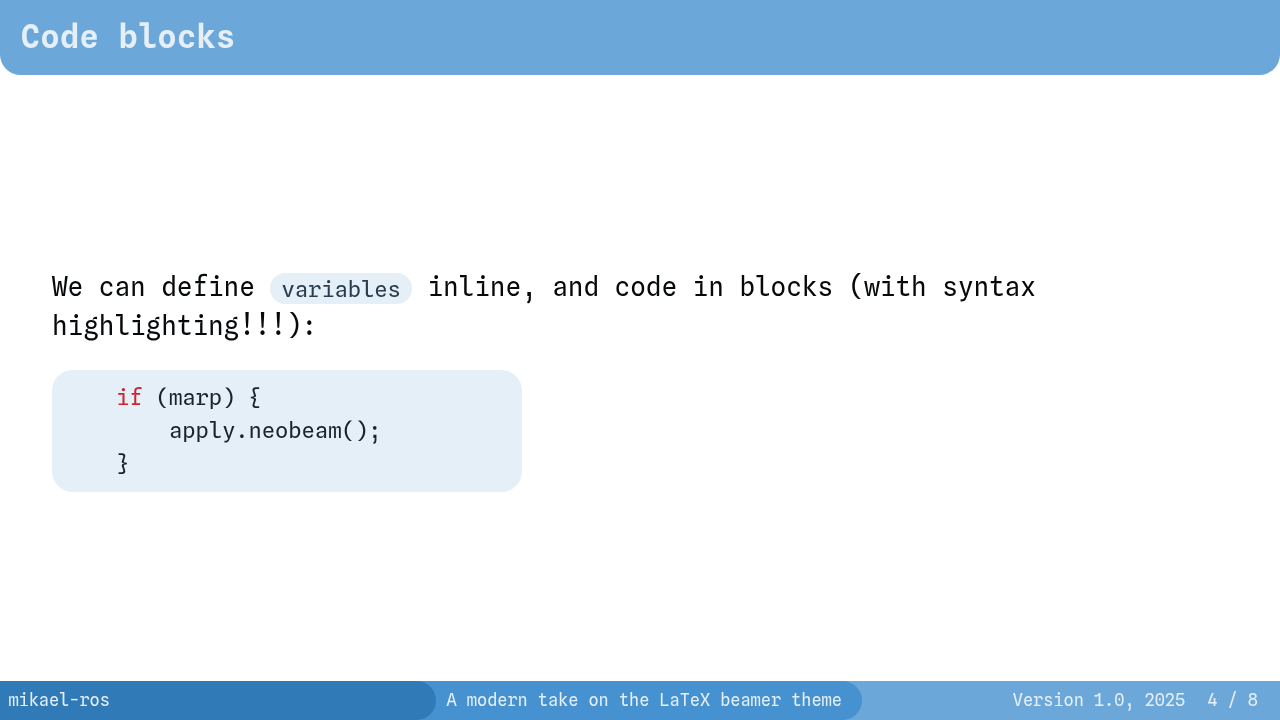 Code blocks
We can define variables inline, and code in blocks (with syntax
highlighting!!!):
if (marp) {
    apply.neobeam();
}
mikael-ros
A modern take on the LaTeX beamer theme
Version 1.0, 2025 4 / 8